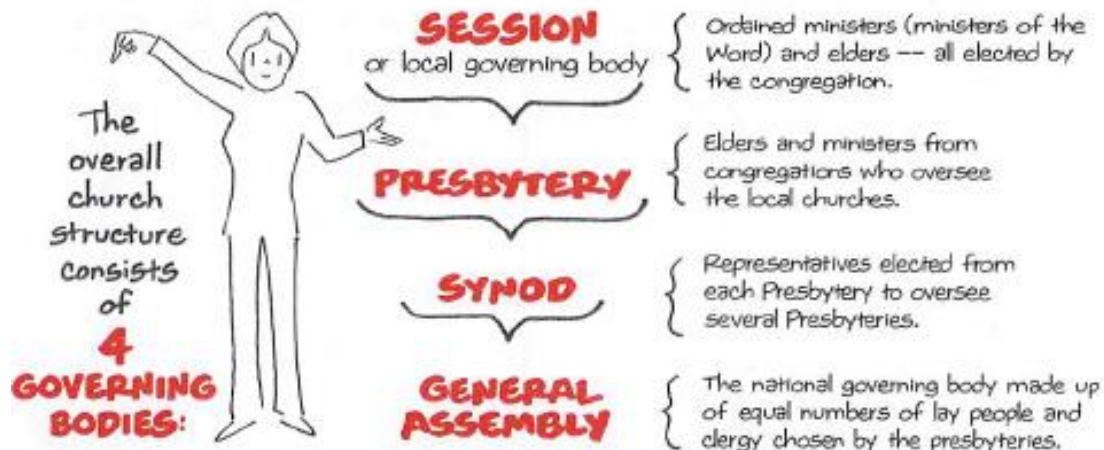 The
overall
church
structure
consists
of
4
GOVERNING
BODIES:
SESSION
or local governing body
Ordained ministers (ministers of the
Word) and elders -- all elected by
the congregation.
PRESBYTERY
Elders and ministers from
congregations who oversee
the local churches.
SYNOD
Representatives elected from
each Presbytery to oversee
several Presbyteries.
GENERAL
ASSEMBLY
The national governing body made up
of equal numbers of lay people and
clergy chosen by the presbyteries.